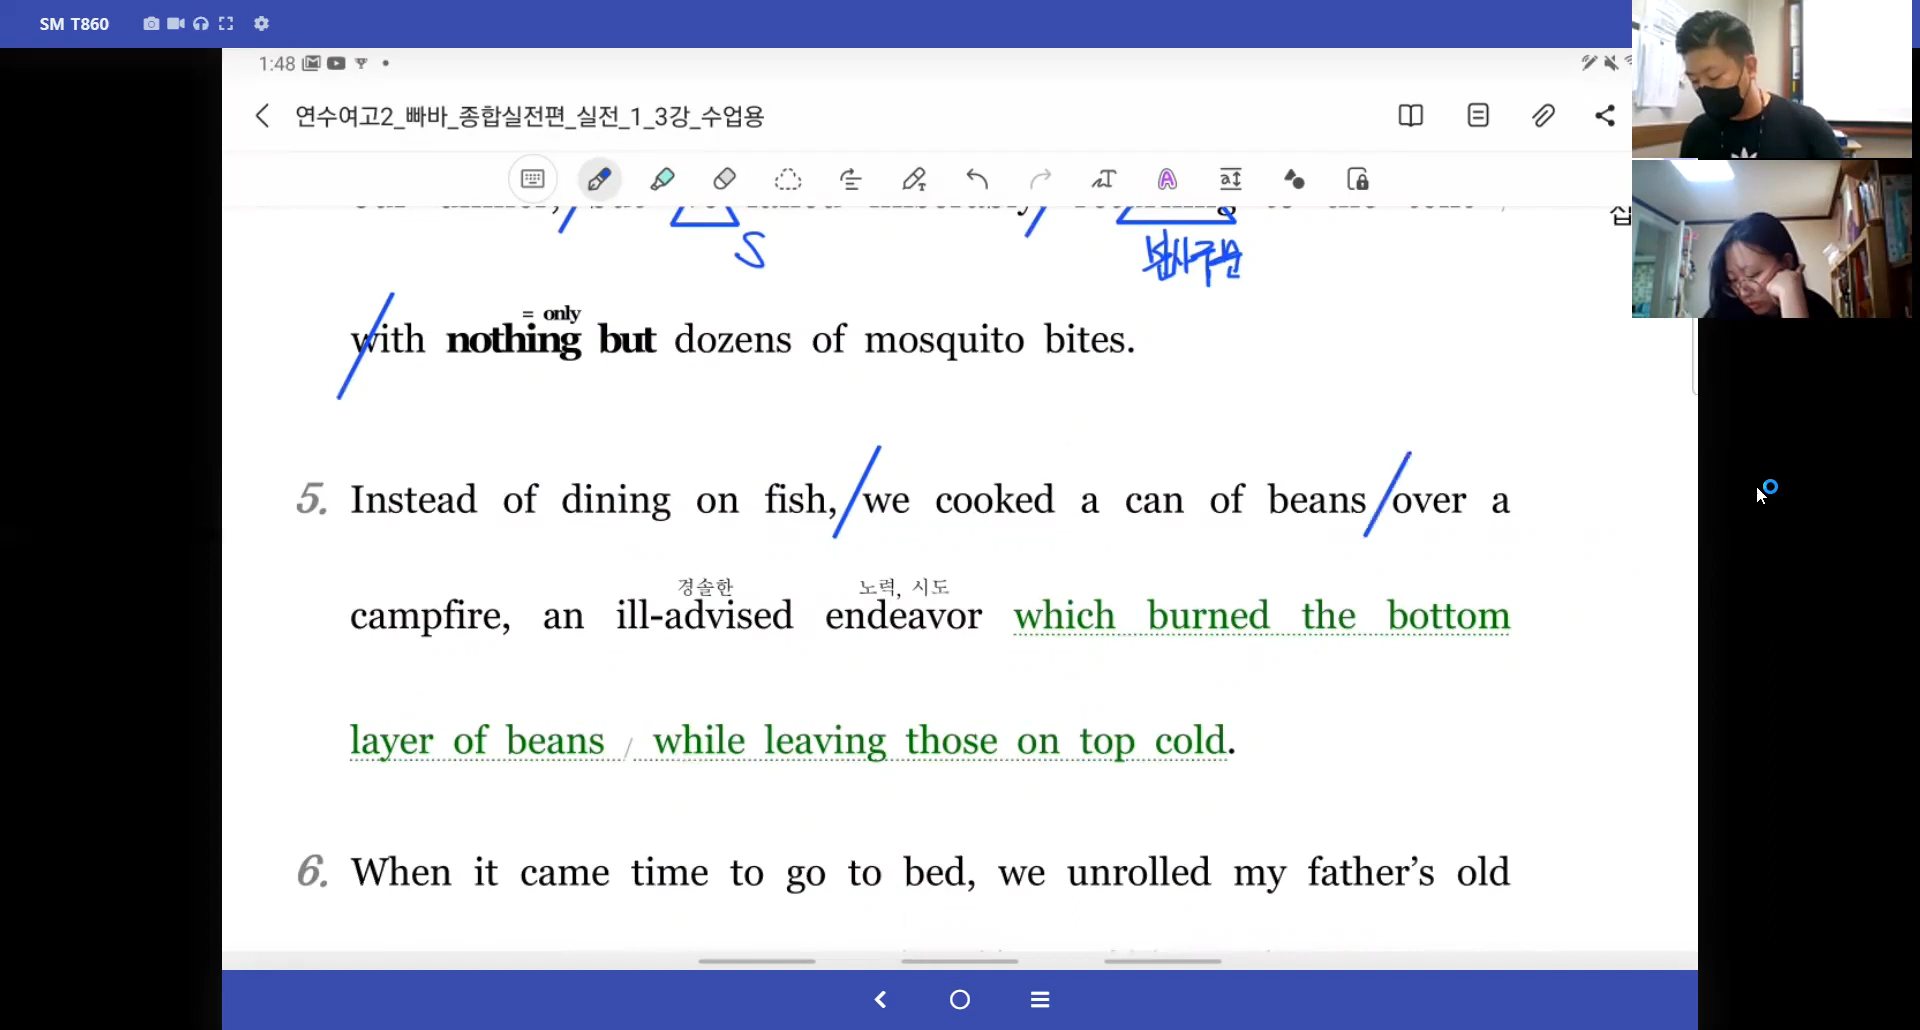 SM T860
1:48
연수여고2_빠바_종합실전편_실전_1_3강_수업용
S
분사구문
= only
with nothing but dozens of mosquito bites.
5. Instead of dining on fish, we cooked a can of beans over a
경솔한 노력, 시도
campfire, an ill-advised endeavor which burned the bottom
layer of beans / while leaving those on top cold.
6. When it came time to go to bed, we unrolled my father's old